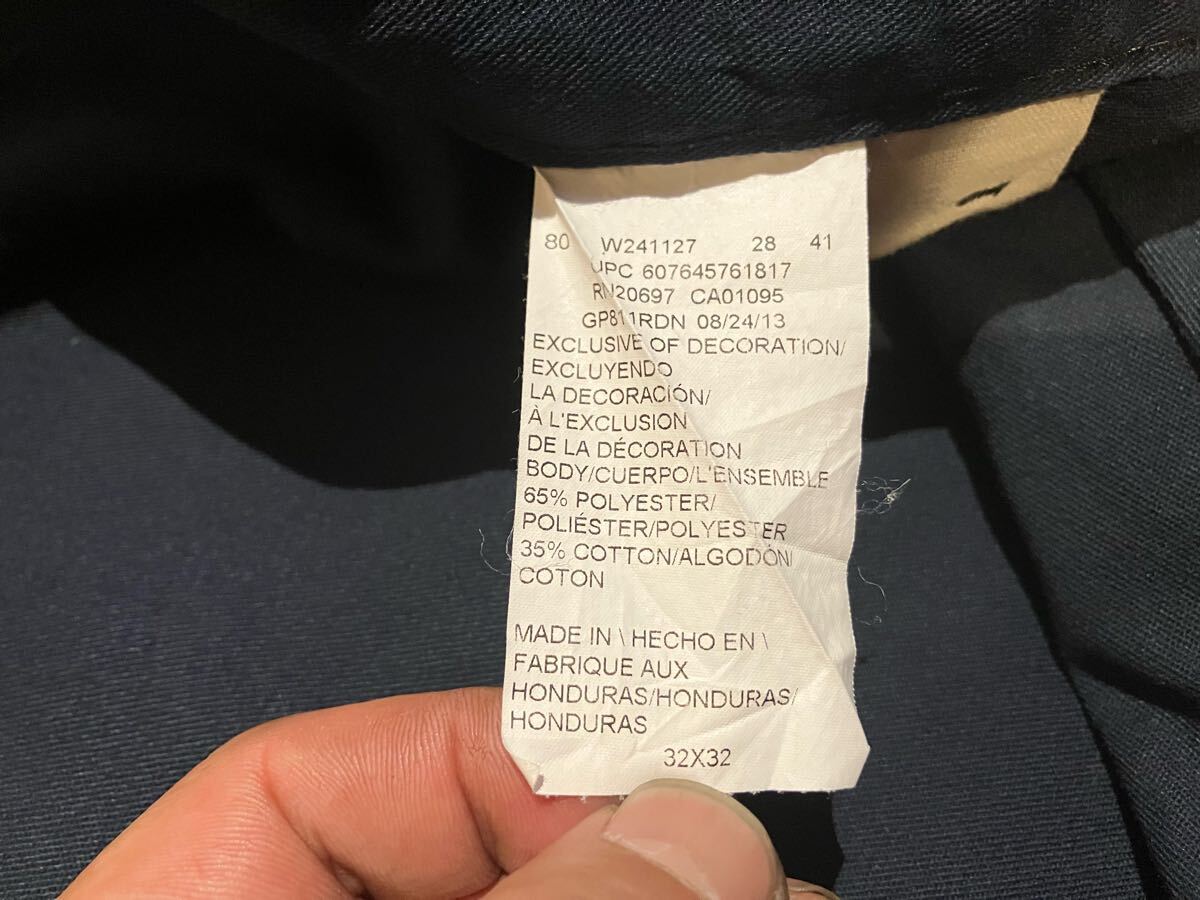 80 W241127 28 41
UPC 607645761817
RN20697 CA01095
GP811RDN 08/24/13
EXCLUSIVE OF DECORATION/
EXCLUYENDO
LA DECORACIÓN/
À L'EXCLUSION
DE LA DÉCORATION
BODY/CUERPO/L'ENSEMBLE
65% POLYESTER/
POLIÉSTER/POLYESTER
35% COTTON/ALGODÓN/
COTON
MADE IN \ HECHO EN \
FABRIQUE AUX
HONDURAS/HONDURAS/
HONDURAS
32X32